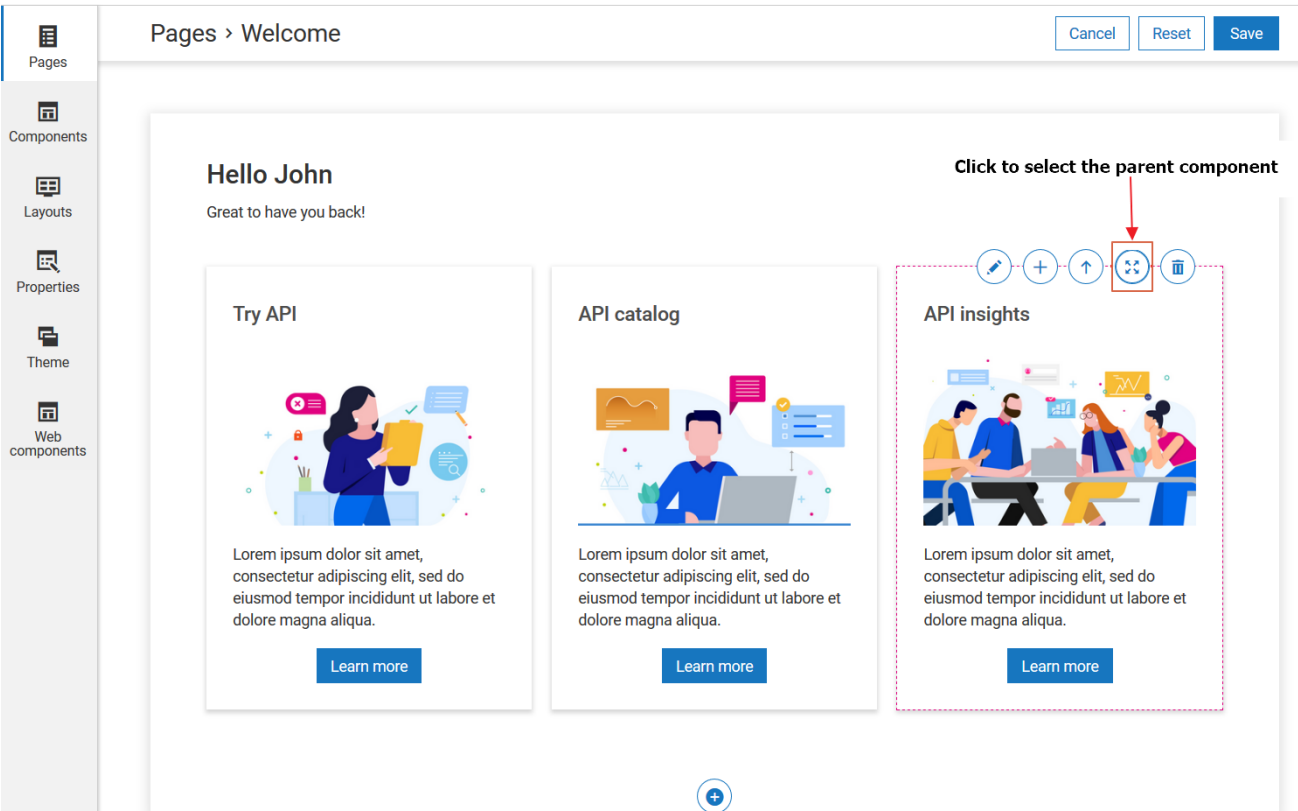 Pages
Components
Layouts
Properties
Theme
Web
components
Pages › Welcome
Cancel
Reset
Save
Hello John
Great to have you back!
Click to select the parent component
Try API
Lorem ipsum dolor sit amet,
consectetur adipiscing elit, sed do
eiusmod tempor incididunt ut labore et
dolore magna aliqua.
Learn more
API catalog
Lorem ipsum dolor sit amet,
consectetur adipiscing elit, sed do
eiusmod tempor incididunt ut labore et
dolore magna aliqua.
Learn more
API insights
Lorem ipsum dolor sit amet,
consectetur adipiscing elit, sed do
eiusmod tempor incididunt ut labore et
dolore magna aliqua.
Learn more